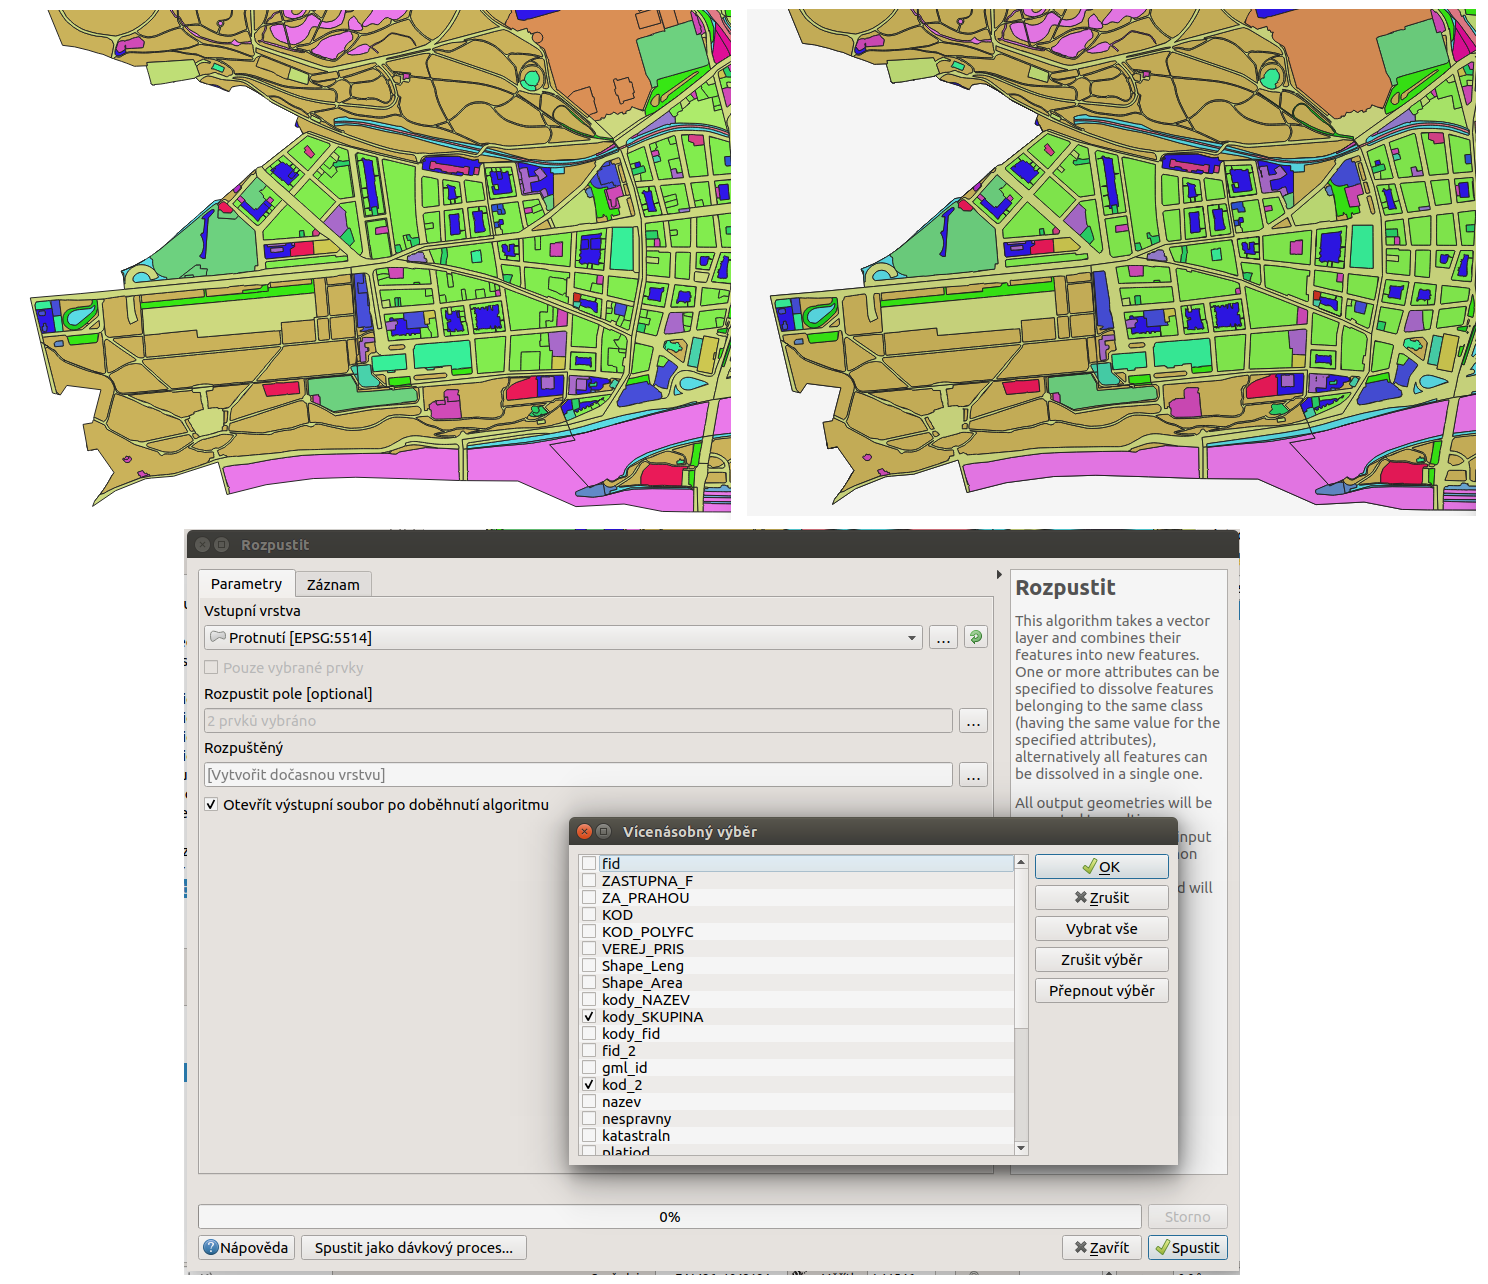 Rozpustit
Parametry
Záznam
Vstupní vrstva
Protnutí [EPSG:5514]
...
Pouze vybrané prvky
Rozpustit pole [optional]
2 prvků vybráno
...
Rozpuštěný
[Vytvořit dočasnou vrstvu]
...
Otevřít výstupní soubor po doběhnutí algoritmu
Rozpustit
This algorithm takes a vector
layer and combines their
features into new features.
One or more attributes can be
specified to dissolve features
belonging to the same class
(having the same value for the
specified attributes),
alternatively all features can
be dissolved in a single one.
All output geometries will be
input
will
Vícenásobný výběr
fid
ZASTUPNA_F
ZA_PRAHOU
KOD
KOD_POLYFC
VEREJ_PRIS
Shape_Leng
Shape_Area
kody_NAZEV
kody_SKUPINA
kody_fid
fid_2
gml_id
kod_2
nazev
nespravny
katastraln
platiod
OK
Zrušit
Vybrat vše
Zrušit výběr
Přepnout výběr
0%
Storno
Nápověda
Spustit jako dávkový proces...
Zavřít
Spustit